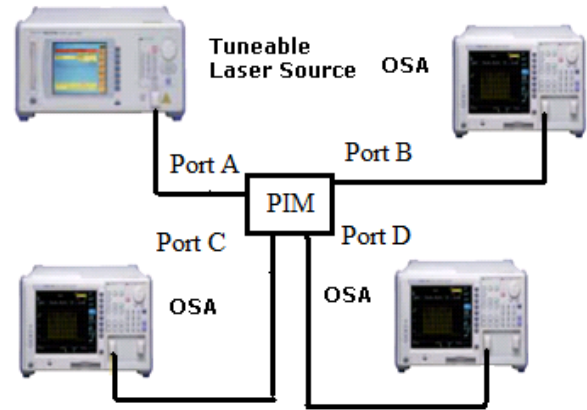 Tuneable
Laser Source
OSA
Port A
Port B
PIM
Port C
Port D
OSA
OSA